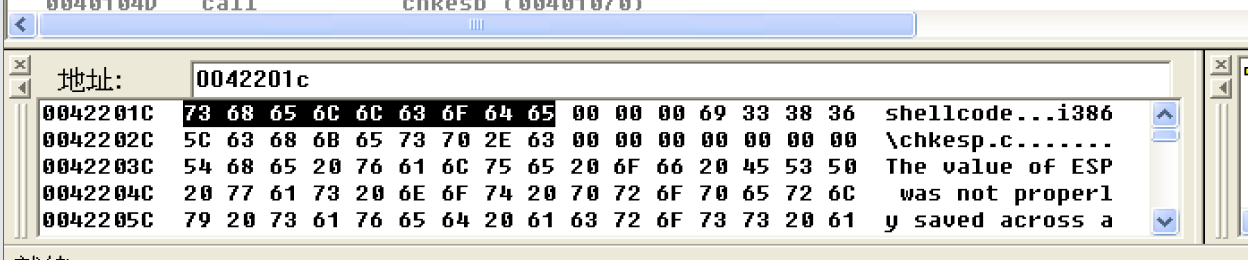 0040104D call chkesp (00401070)
地址: 0042201c
0042201C 73 68 65 6C 6C 63 6F 64 65 00 00 00 69 33 38 36 shellcode...i386
0042202C 5C 63 68 6B 65 73 70 2E 63 00 00 00 00 00 00 00 \chkesp.c.......
0042203C 54 68 65 20 76 61 6C 75 65 20 6F 66 20 45 53 50 The value of ESP
0042204C 20 77 61 73 20 6E 6F 74 20 70 72 6F 70 65 72 6C was not properl
0042205C 79 20 73 61 76 65 64 20 61 63 72 6F 73 73 20 61 y saved across a